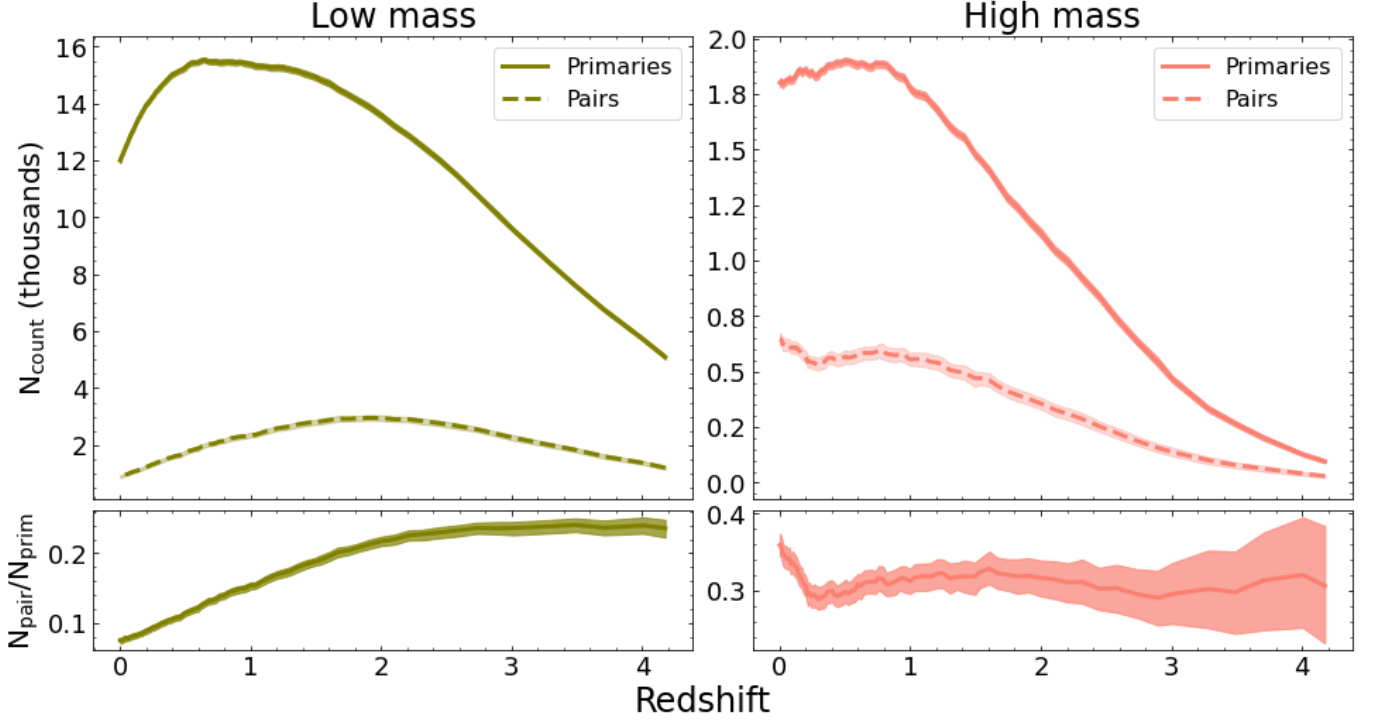 Low mass
High mass
Primaries
Pairs
Primaries
Pairs
N_count (thousands)
16
14
12
10
8
6
4
2
2.0
1.8
1.5
1.2
1.0
0.8
0.5
0.2
0.0
N_pair/N_prim
0.2
0.1
0.4
0.3
0 1 2 3 4
0 1 2 3 4
Redshift